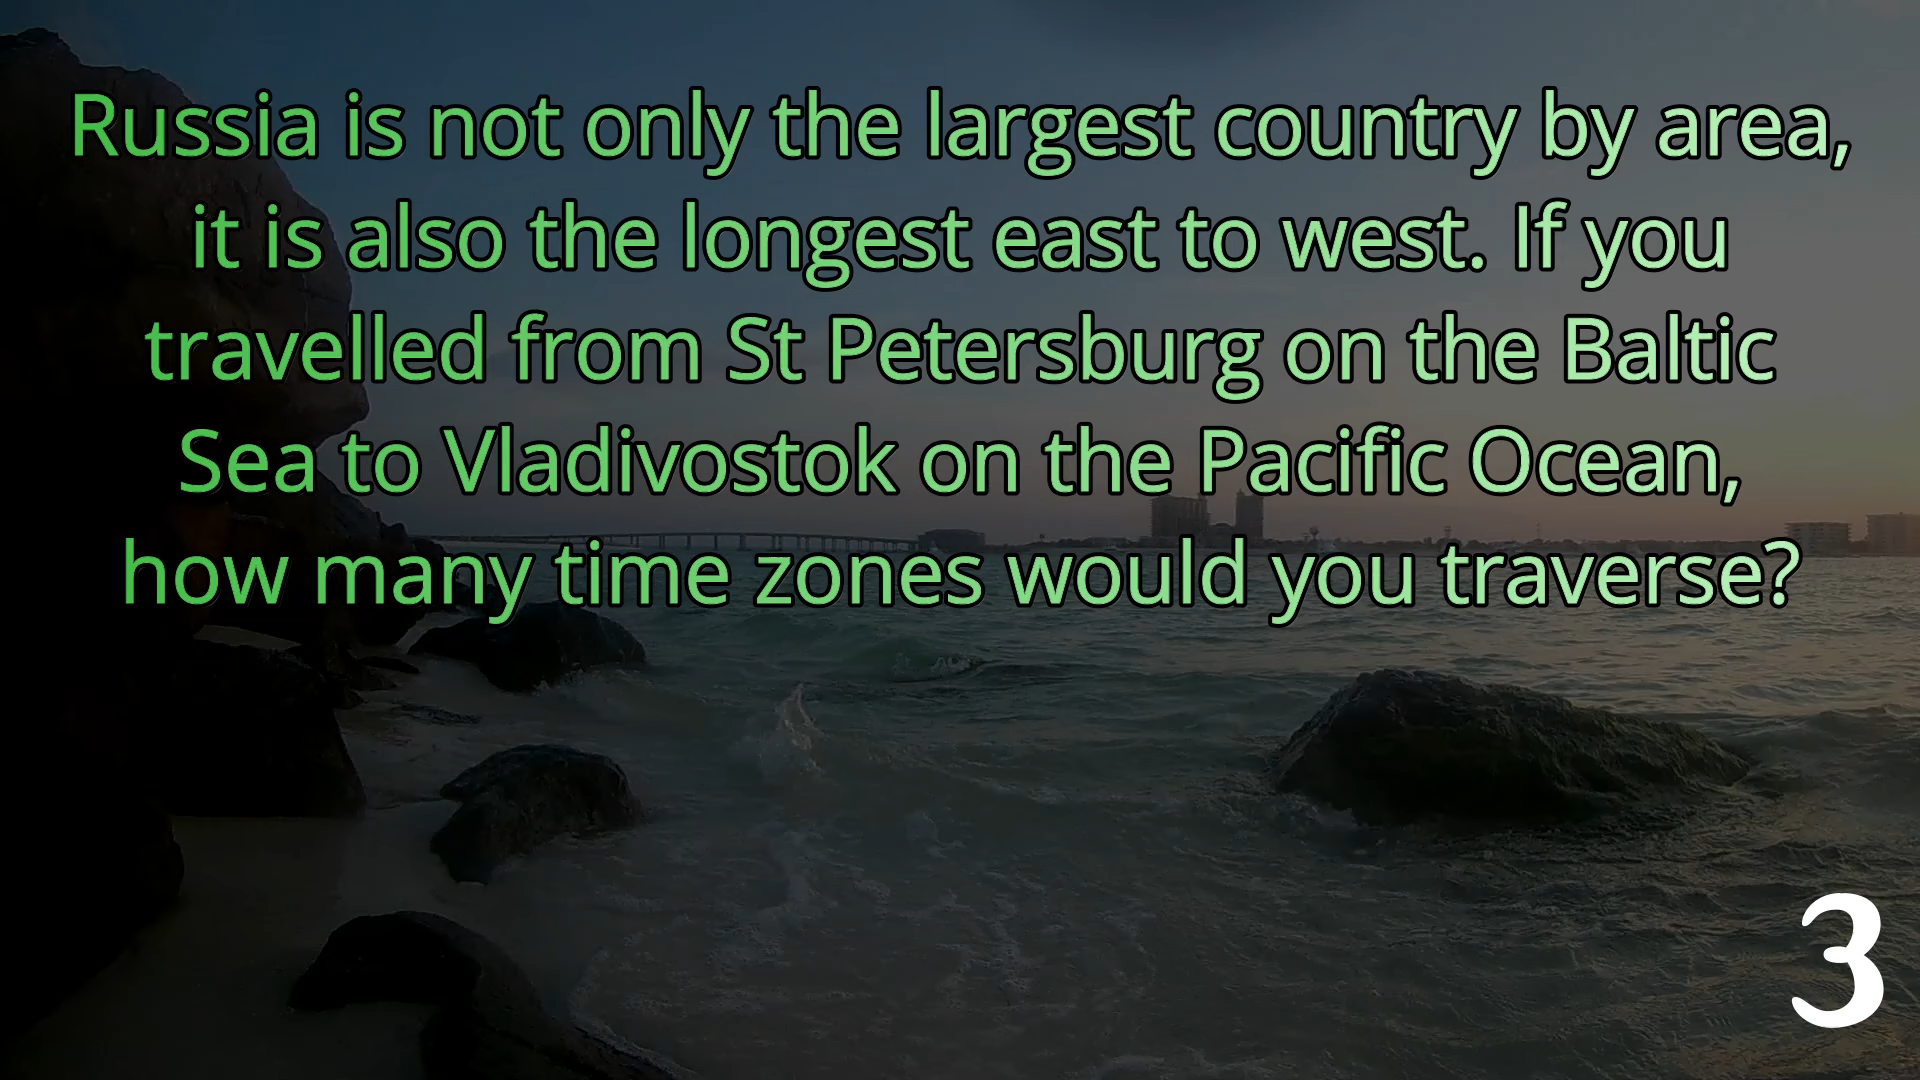 Russia is not only the largest country by area,
it is also the longest east to west. If you
travelled from St Petersburg on the Baltic
Sea to Vladivostok on the Pacific Ocean,
how many time zones would you traverse?
3